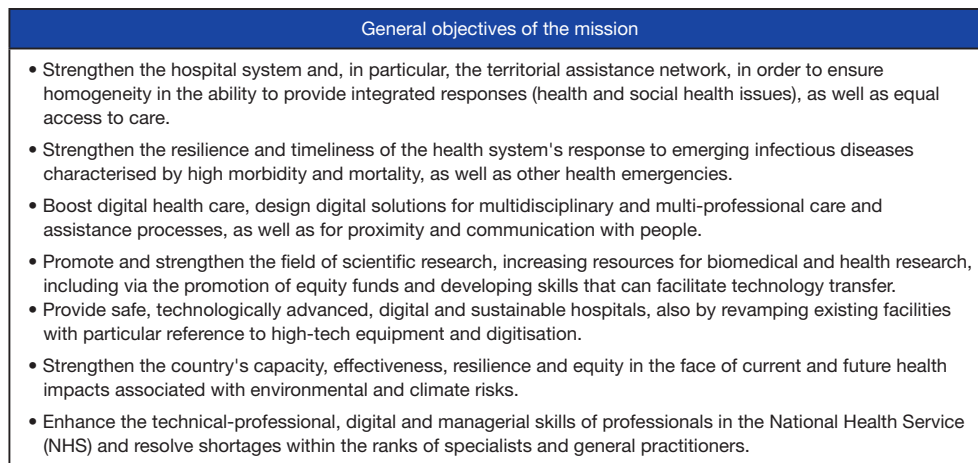 General objectives of the mission
• Strengthen the hospital system and, in particular, the territorial assistance network, in order to ensure
homogeneity in the ability to provide integrated responses (health and social health issues), as well as equal
access to care.
• Strengthen the resilience and timeliness of the health system's response to emerging infectious diseases
characterised by high morbidity and mortality, as well as other health emergencies.
• Boost digital health care, design digital solutions for multidisciplinary and multi-professional care and
assistance processes, as well as for proximity and communication with people.
• Promote and strengthen the field of scientific research, increasing resources for biomedical and health research,
including via the promotion of equity funds and developing skills that can facilitate technology transfer.
• Provide safe, technologically advanced, digital and sustainable hospitals, also by revamping existing facilities
with particular reference to high-tech equipment and digitisation.
• Strengthen the country's capacity, effectiveness, resilience and equity in the face of current and future health
impacts associated with environmental and climate risks.
• Enhance the technical-professional, digital and managerial skills of professionals in the National Health Service
(NHS) and resolve shortages within the ranks of specialists and general practitioners.